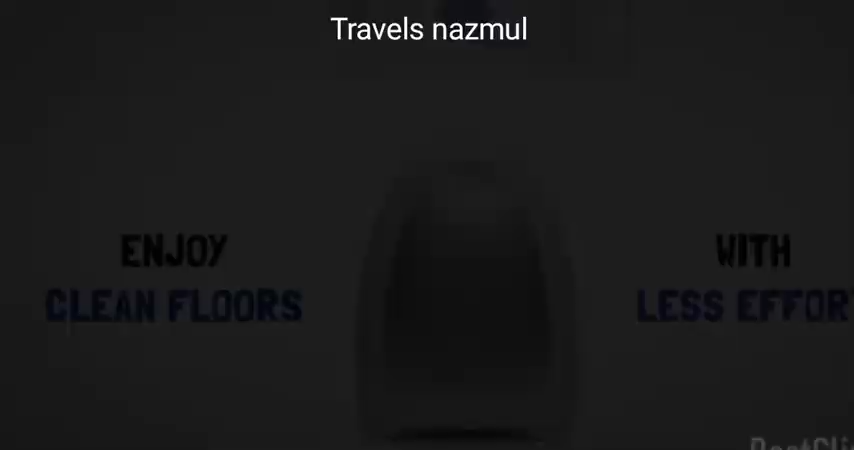 Travels nazmul
ENJOY
CLEAN FLOORS
WITH
LESS EFFOR